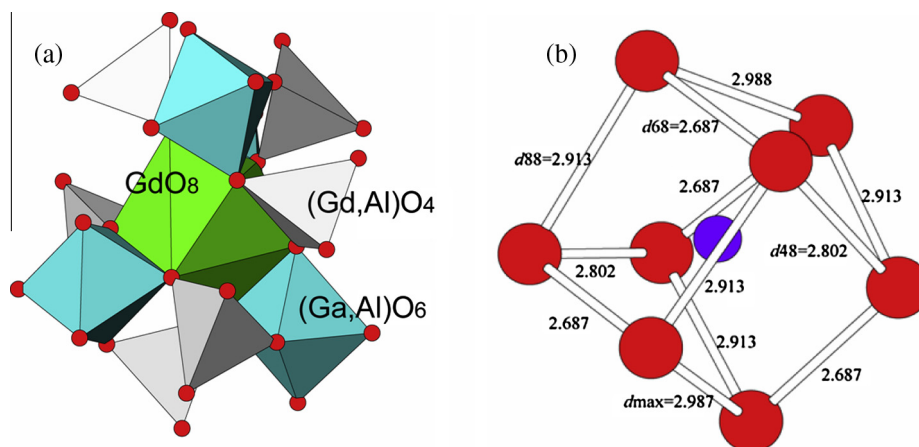 (a)
GdO8
(Gd,Al)O4
(Ga,Al)O6
(b)
2.988
d68=2.687
d88=2.913
2.687
2.913
d48=2.802
2.802
2.913
2.687
2.913
2.687
dmax=2.987